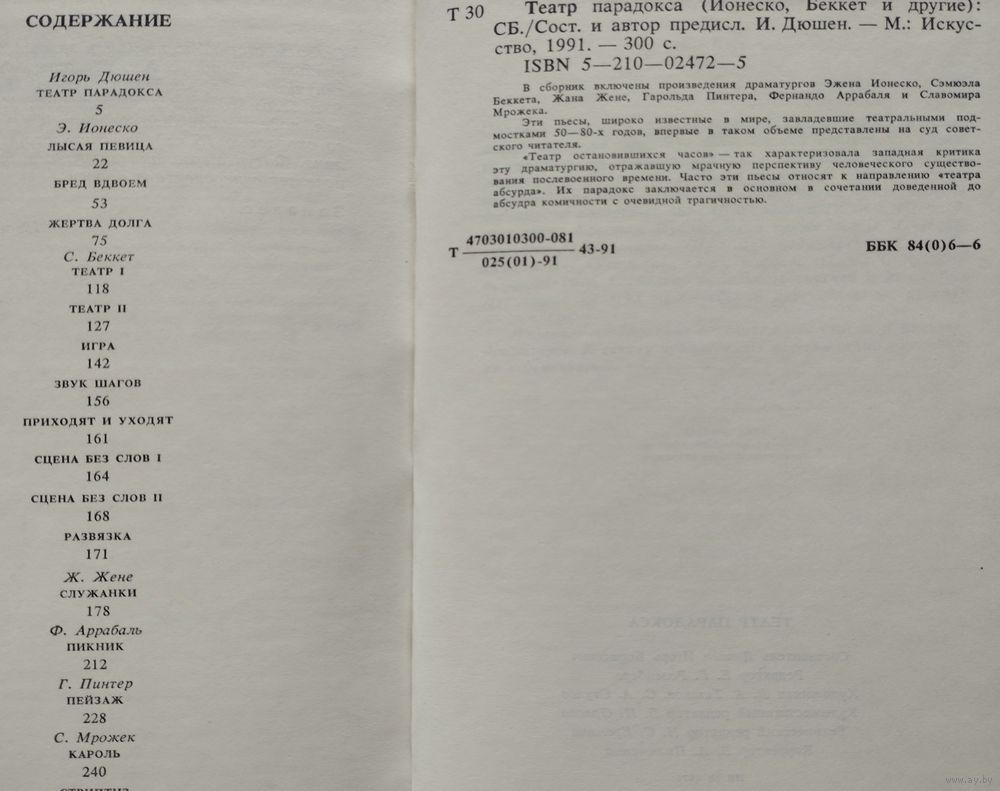 СОДЕРЖАНИЕ
Игорь Дюшен
ТЕАТР ПАРАДОКСА
5
Э. Ионеско
ЛЫСАЯ ПЕВИЦА
22
БРЕД ВДВОЕМ
53
ЖЕРТВА ДОЛГА
75
С. Беккет
ТЕАТР I
118
ТЕАТР II
127
ИГРА
142
ЗВУК ШАГОВ
156
ПРИХОДЯТ И УХОДЯТ
161
СЦЕНА БЕЗ СЛОВ I
164
СЦЕНА БЕЗ СЛОВ II
168
РАЗВЯЗКА
171
Ж. Жене
СЛУЖАНКИ
178
Ф. Аррабаль
ПИКНИК
212
Г. Пинтер
ПЕЙЗАЖ
228
С. Мрожек
КАРОЛЬ
240
СТРИПТИЗ
Т 30
Театр парадокса (Ионеско, Беккет и другие):
СБ./Сост. и автор предисл. И. Дюшен. — М.: Искус-
ство, 1991. — 300 с.
ISBN 5—210—02472—5
В сборник включены произведения драматургов Эжена Ионеско, Сэмюэла
Беккета, Жана Жене, Гарольда Пинтера, Фернандо Аррабаля и Славомира
Мрожека.
Эти пьесы, широко известные в мире, завладевшие театральными под-
мостками 50—80-х годов, впервые в таком объеме представлены на суд совет-
ского читателя.
«Театр остановившихся часов» — так характеризовала западная критика
эту драматургию, отражавшую мрачную перспективу человеческого существо-
вания послевоенного времени. Часто эти пьесы относят к направлению «театра
абсурда». Их парадокс заключается в основном в сочетании доведенной до
абсудра комичности с очевидной трагичностью.
Т 4703010300-081
025(01)-91 43-91
ББК 84(0)6—6
ТЕАТР ПАРАДОКСА
www.ay.by